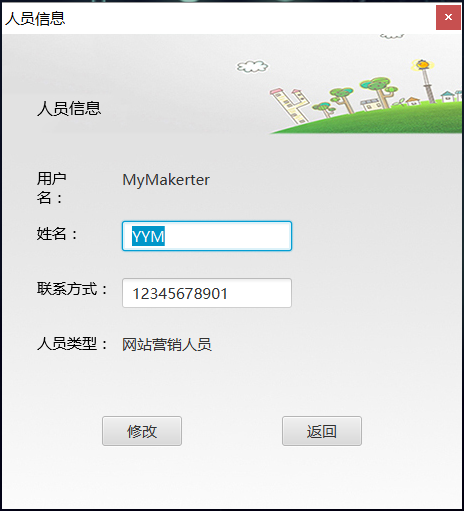 人员信息
人员信息
用户
名：
MyMakerter
姓名：
YYM
联系方式：
12345678901
人员类型：
网站营销人员
修改
返回